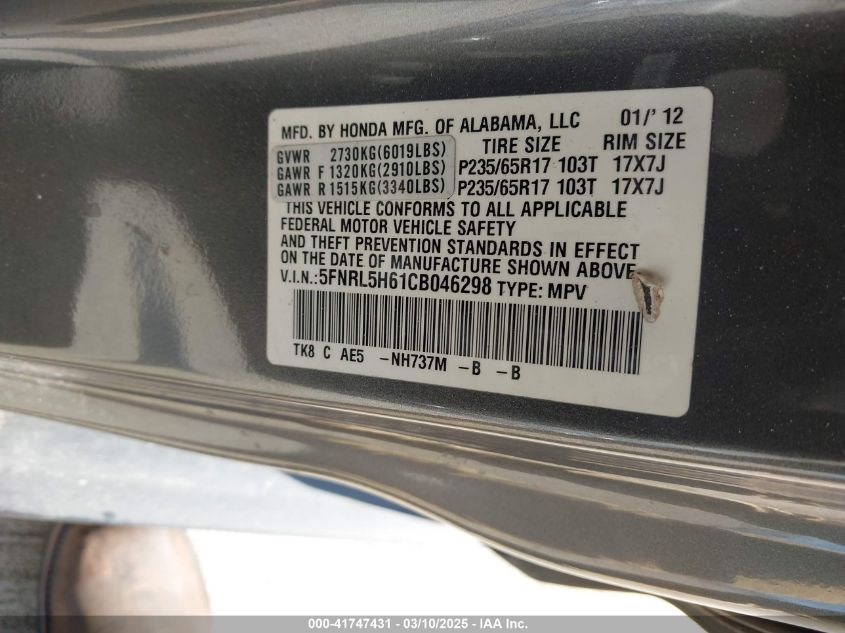 MFD. BY HONDA MFG. OF ALABAMA, LLC 01/' 12
TIRE SIZE RIM SIZE
GVWR 2730KG(6019LBS)
GAWR F 1320KG(2910LBS) P235/65R17 103T 17X7J
GAWR R 1515KG(3340LBS) P235/65R17 103T 17X7J
THIS VEHICLE CONFORMS TO ALL APPLICABLE
FEDERAL MOTOR VEHICLE SAFETY
AND THEFT PREVENTION STANDARDS IN EFFECT
ON THE DATE OF MANUFACTURE SHOWN ABOVE.
V.I.N.:5FNRL5H61CB046298 TYPE: MPV
TK8 C AE5 -NH737M -B -B
000-41747431 — 03/10/2025 — IAA Inc.